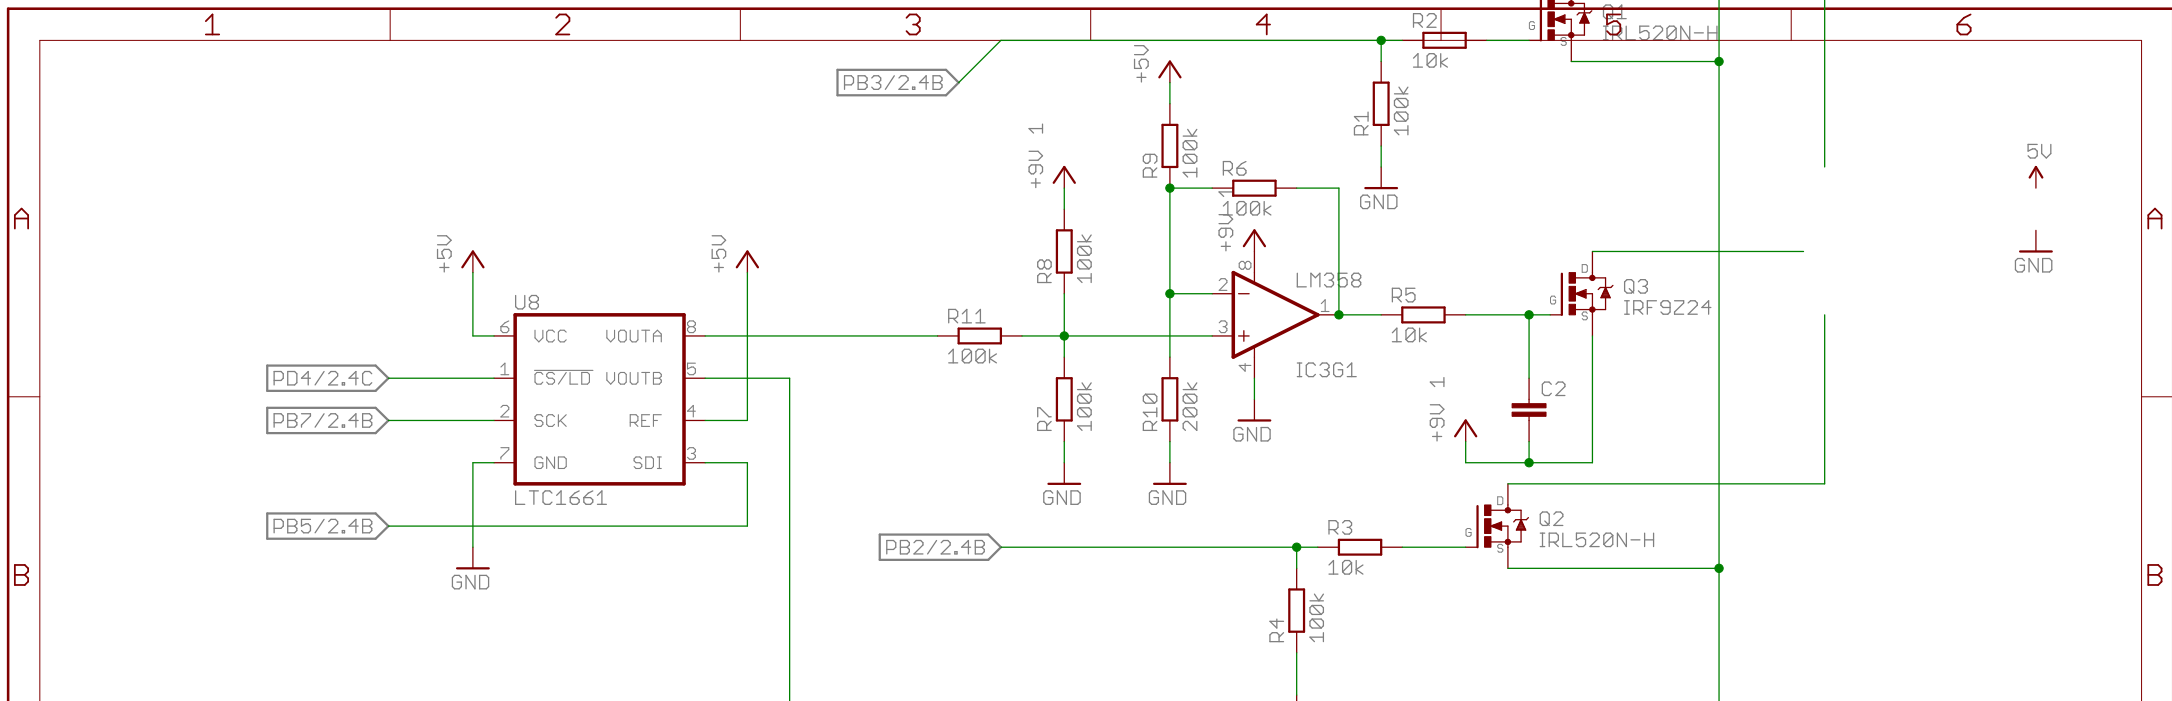 1 2 3 4 5 6
R2
10k
G
S
Q1
IRL520N-H
PB3/2.4B
+5V
R1
100k
GND
+9V 1
R9
100k
R6
100k
5V
GND
A
A
+5V
+5V
R8
100k
+9V 1
8
LM358
2
3
1
4
IC3G1
GND
R5
10k
D
G
S
Q3
IRF9Z24
U8
6 VCC VOUTA 8
1 CS/LD VOUTB 5
2 SCK REF 4
7 GND SDI 3
LTC1661
PD4/2.4C
PB7/2.4B
PB5/2.4B
GND
R11
100k
R7
100k
GND
R10
200k
GND
+9V 1
C2
D
G
S
Q2
IRL520N-H
PB2/2.4B
R3
10k
R4
100k
B
B